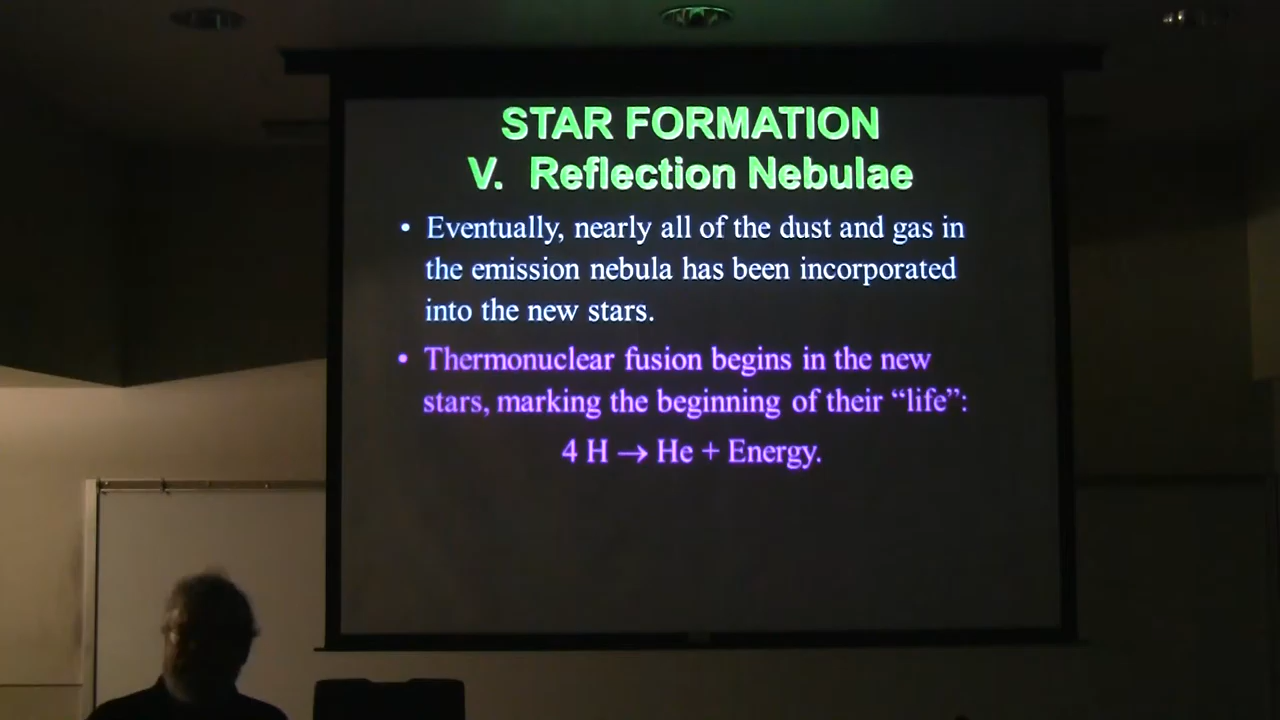 STAR FORMATION
V. Reflection Nebulae
• Eventually, nearly all of the dust and gas in
the emission nebula has been incorporated
into the new stars.
• Thermonuclear fusion begins in the new
stars, marking the beginning of their “life”:
4 H → He + Energy.